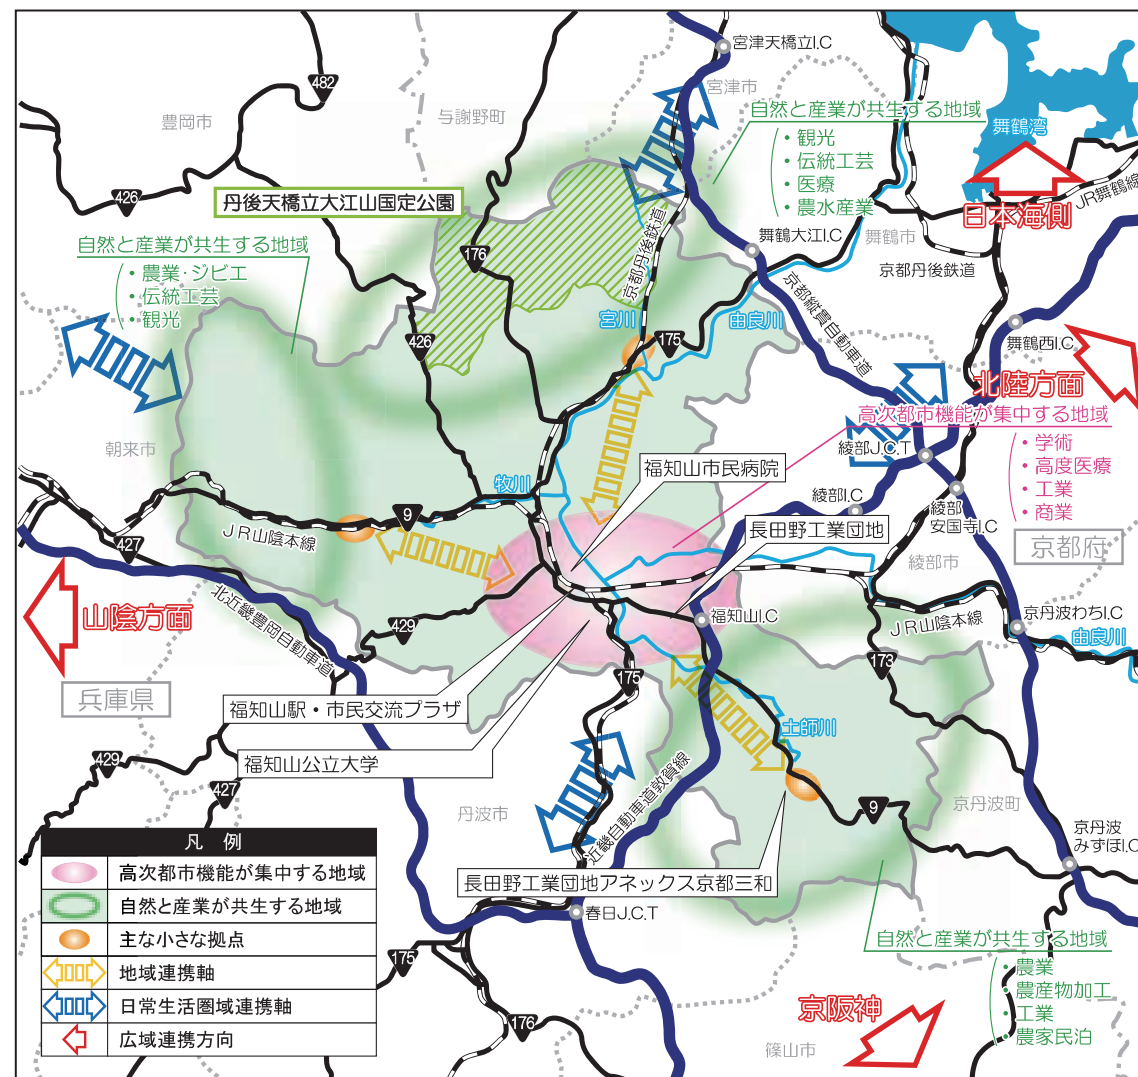 宮津天橋立I.C
482
宮津市
豊岡市
与謝野町
自然と産業が共生する地域
・観光
・伝統工芸
・医療
・農水産業
舞鶴湾
JR舞鶴線
日本海側
426
丹後天橋立大江山国定公園
176
京都丹後鉄道
舞鶴大江I.C
舞鶴市
京都丹後鉄道
自然と産業が共生する地域
・農業・ジビエ
・伝統工芸
・観光
京都縦貫自動車道
宮川
由良川
175
426
舞鶴西I.C
北陸方面
高次都市機能が集中する地域
・学術
・高度医療
・工業
・商業
朝来市
綾部J.C.T
福知山市民病院
牧川
綾部I.C
綾部
安国寺I.C
9
JR山陰本線
427
長田野工業団地
京都府
綾部市
北近畿豊岡自動車道
山陰方面
429
福知山I.C
京丹波わちI.C
JR山陰本線
由良川
173
175
兵庫県
福知山駅・市民交流プラザ
土師川
福知山公立大学
429
427
近畿自動車道敦賀線
丹波市
9
京丹波町
京丹波
みずほI.C
長田野工業団地アネックス京都三和
春日J.C.T
自然と産業が共生する地域
・農業
・農産物加工
・工業
・農家民泊
175
176
京阪神
篠山市
凡 例
高次都市機能が集中する地域
自然と産業が共生する地域
主な小さな拠点
地域連携軸
日常生活圏域連携軸
広域連携方向